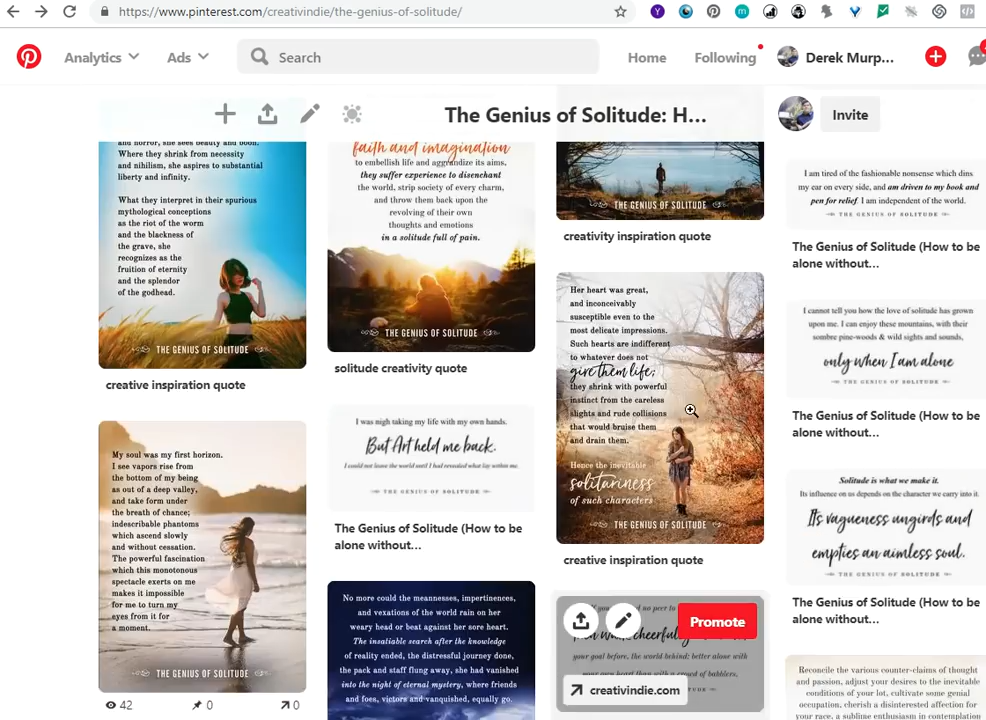 https://www.pinterest.com/creativindie/the-genius-of-solitude/
Analytics
Ads
Search
Home
Following
Derek Murp...
The Genius of Solitude: H...
Invite
and horror, she sees beauty and boon.
Where they shrink from necessity
and nihilism, she aspires to substantial
liberty and infinity.
What they interpret in their spurious
mythological conceptions
as the riot of the worm
and the blackness of
the grave, she
recognizes as the
fruition of eternity
and the splendor
of the godhead.
THE GENIUS OF SOLITUDE
creative inspiration quote
My soul was my first horizon.
I see vapors rise from
the bottom of my being
as out of a deep valley,
and take form under
the breath of chance;
indescribable phantoms
which ascend slowly
and without cessation.
The powerful fascination
which this monotonous
spectacle exerts on me
makes it impossible
for me to turn my
eyes from it for
a moment.
THE GENIUS OF SOLITUDE
42
0
0
faith and imagination
to embellish life and aggrandize its aims,
they suffer experience to disenchant
the world, strip society of every charm,
and throw them back upon the
revolving of their own
thoughts and emotions
in a solitude full of pain.
THE GENIUS OF SOLITUDE
solitude creativity quote
I was nigh taking my life with my own hands.
But Art held me back.
I could not leave the world until I had revealed what lay within me.
THE GENIUS OF SOLITUDE
The Genius of Solitude (How to be
alone without...
No more could the meannesses, impertinences,
and vexations of the world rain on her
weary head or beat against her sore heart.
The insatiable search after the knowledge
of reality ended, the distressful journey done,
the pack and staff flung away, she had vanished
into the night of eternal mystery, where friends
and foes, victors and vanquished, equally go.
THE GENIUS OF SOLITUDE
creativity inspiration quote
Her heart was great,
and inconceivably
susceptible even to the
most delicate impressions.
Such hearts are indifferent
to whatever does not
give them life;
they shrink with powerful
instinct from the careless
slights and rude collisions
that would bruise them
and drain them.
Hence the inevitable
solitariness
of such characters
THE GENIUS OF SOLITUDE
creative inspiration quote
no peer to
Promote
cheerfully
your goal before, the world behind; better alone with
your own heart than with a crowd of babblers.
creativindie.com
I am tired of the fashionable nonsense which dins
my ear on every side, and am driven to my book and
pen for relief. I am independent of the world.
THE GENIUS OF SOLITUDE
The Genius of Solitude (How to be
alone without...
I cannot tell you how the love of solitude has grown
upon me. I can enjoy these mountains, with their
sombre pine-woods & wild sights and sounds,
only when I am alone
THE GENIUS OF SOLITUDE
The Genius of Solitude (How to be
alone without...
Solitude is what we make it.
Its influence on us depends on the character we carry into it.
Its vagueness ungirds and
empties an aimless soul.
THE GENIUS OF SOLITUDE
The Genius of Solitude (How to be
alone without...
Reconcile the various counter-claims of thought
and passion, adjust your desires to the inevitable
conditions of your lot, cultivate some genial
occupation, cherish a disinterested affection
for your race, a sublime enthusiasm in contemplation